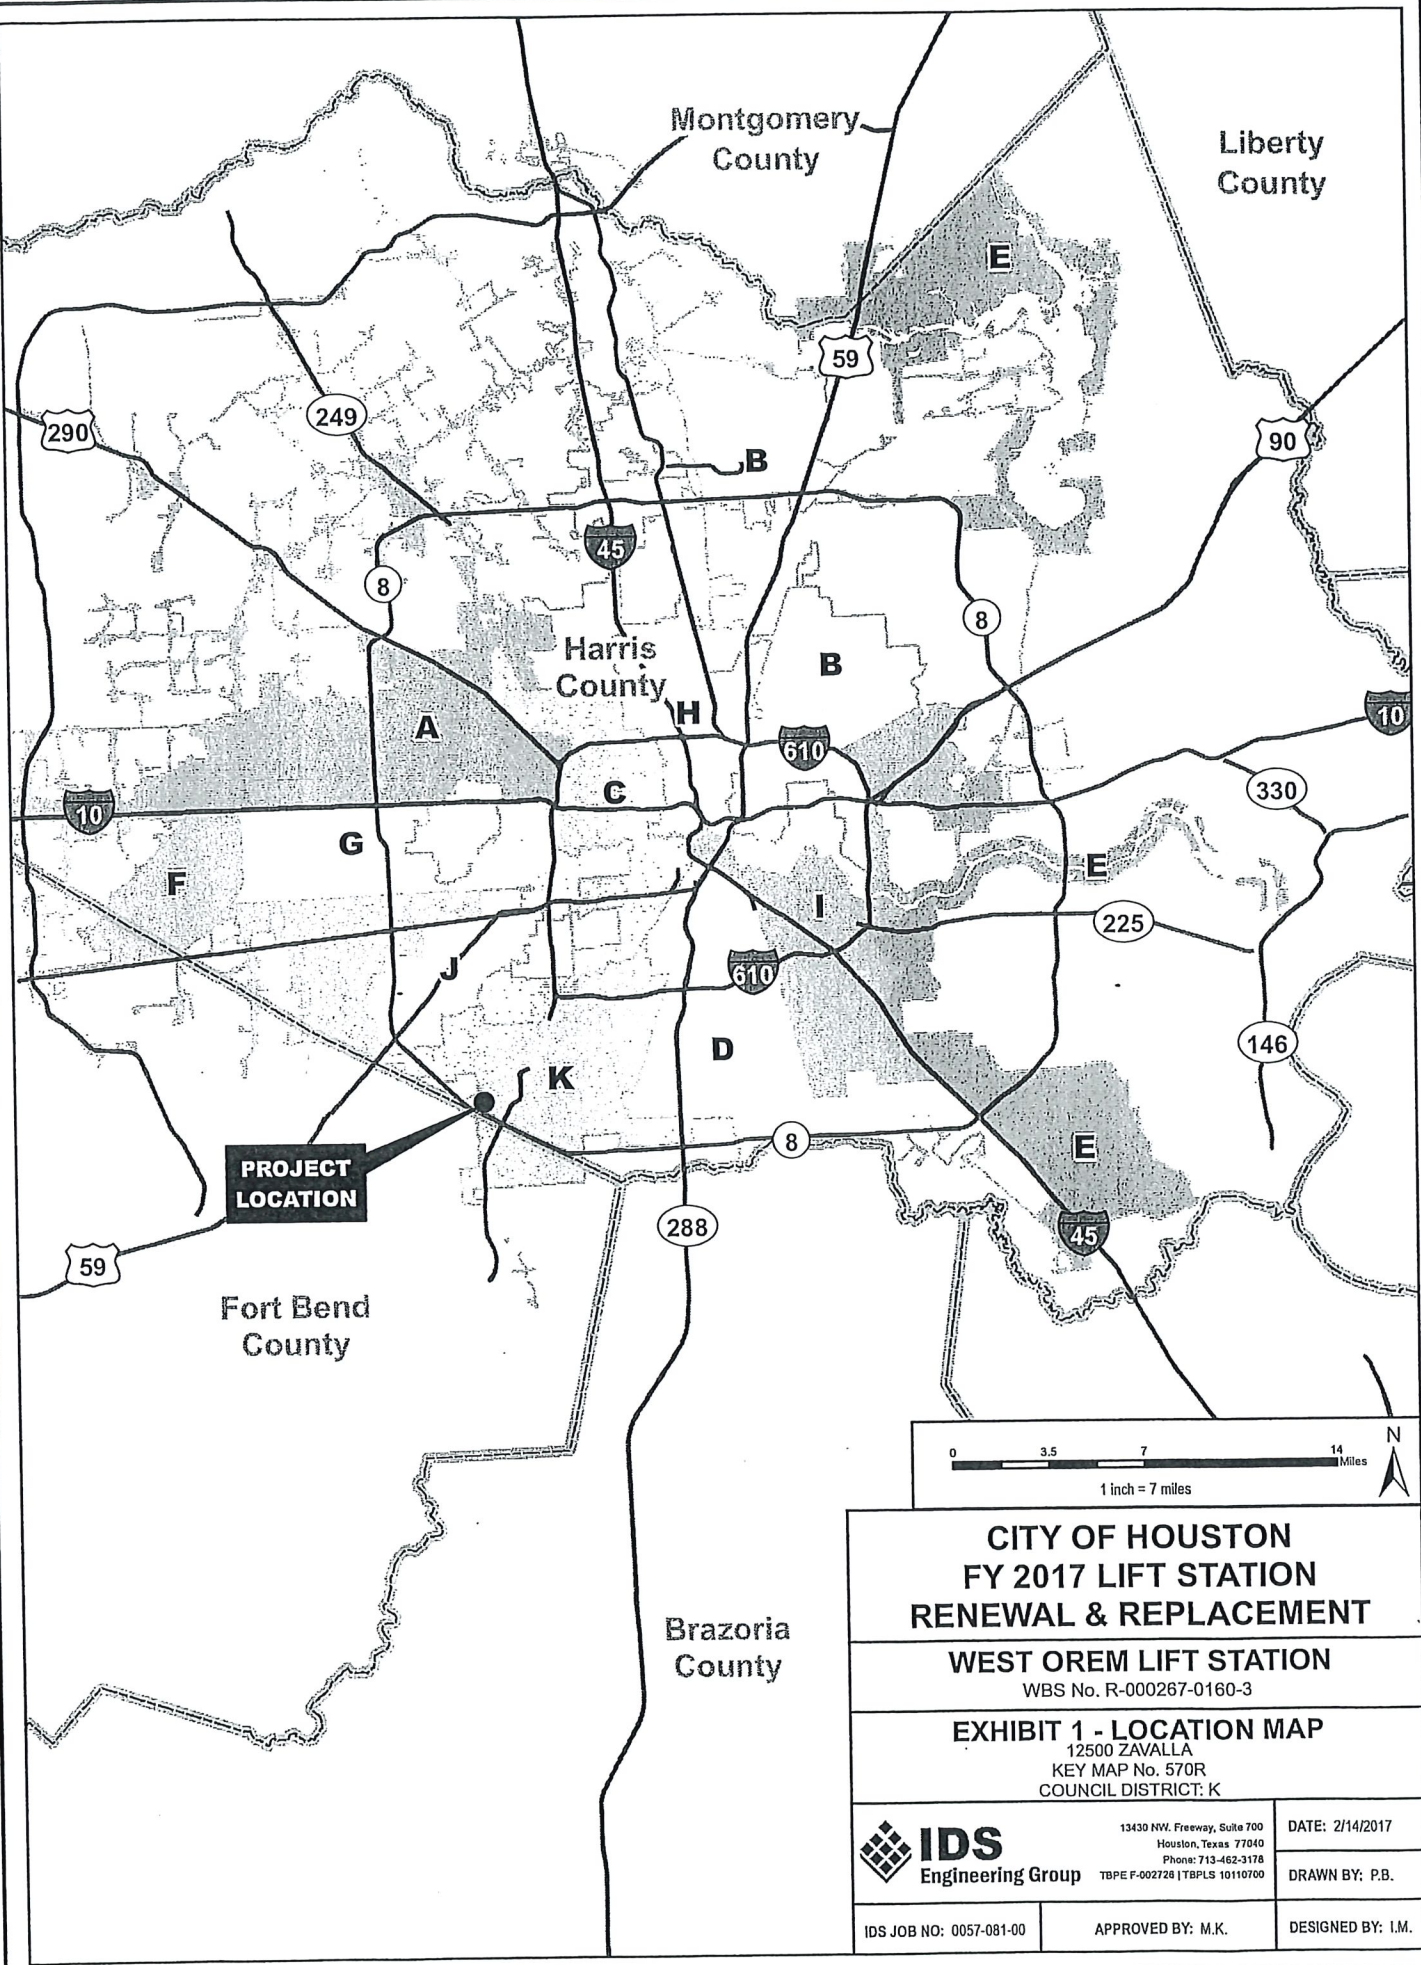 Montgomery
County
Liberty
County
E
59
290
249
90
B
45
8
8
Harris
County
B
H
A
610
10
C
330
10
G
E
F
I
225
J
610
D
146
K
8
E
PROJECT
LOCATION
288
45
59
Fort Bend
County
0 3.5 7 14
Miles
N
1 inch = 7 miles
CITY OF HOUSTON
FY 2017 LIFT STATION
RENEWAL & REPLACEMENT
Brazoria
County
WEST OREM LIFT STATION
WBS No. R-000267-0160-3
EXHIBIT 1 - LOCATION MAP
12500 ZAVALLA
KEY MAP No. 570R
COUNCIL DISTRICT: K
IDS
Engineering Group
13430 NW. Freeway, Suite 700
Houston, Texas 77040
Phone: 713-462-3178
TBPE F-002726 | TBPLS 10110700
DATE: 2/14/2017
DRAWN BY: P.B.
IDS JOB NO: 0057-081-00
APPROVED BY: M.K.
DESIGNED BY: I.M.